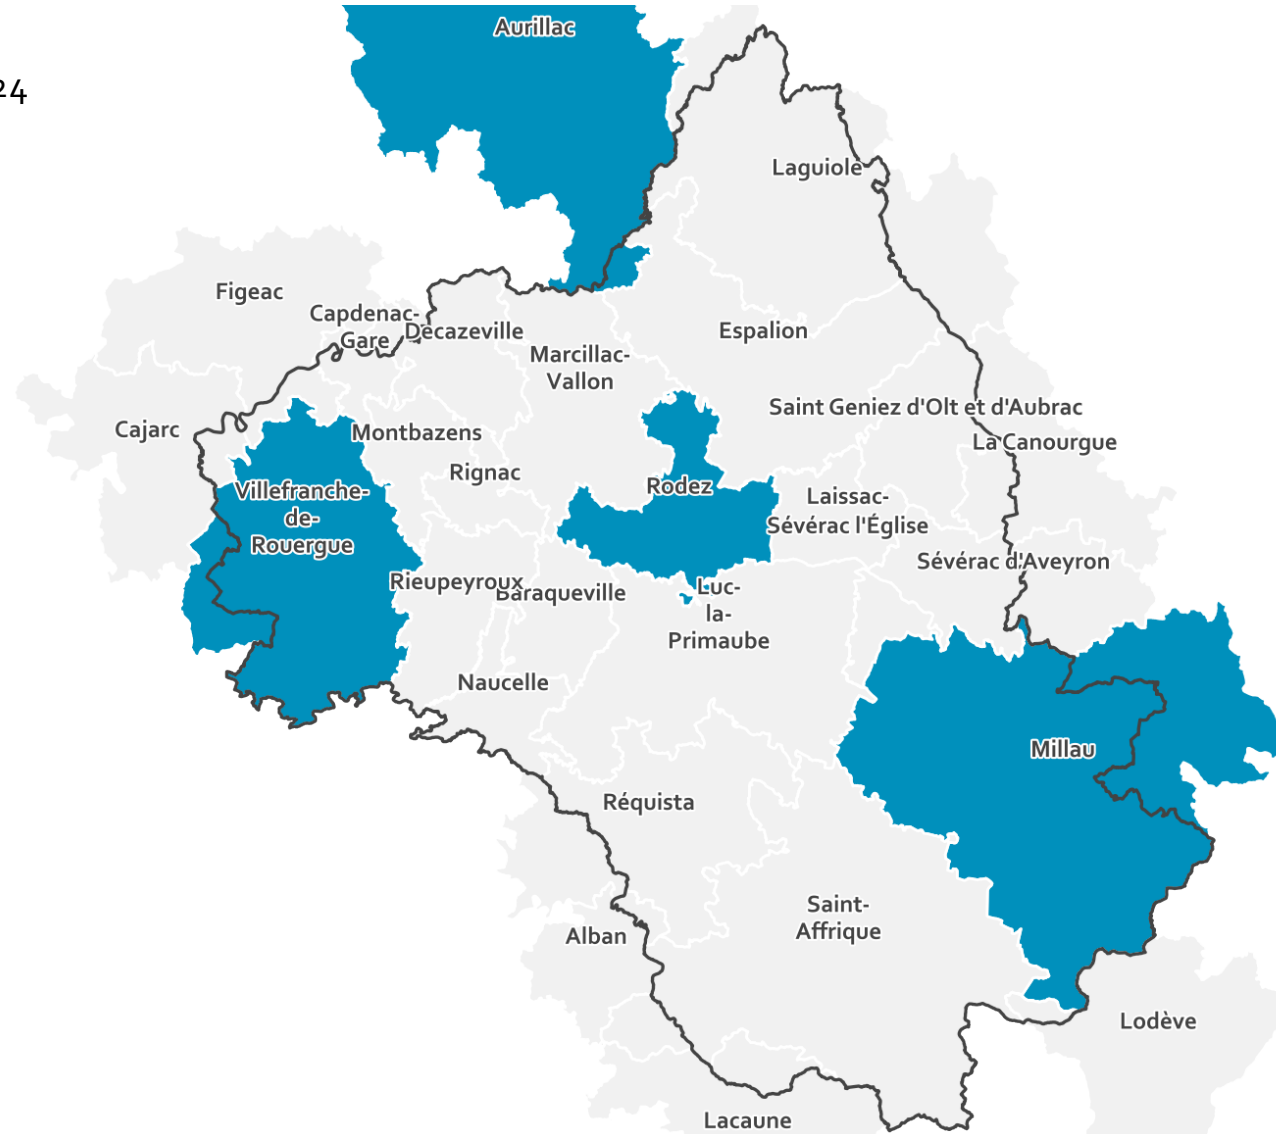 Aurillac
24
Laguiole
Figeac
Capdenac-
Gare
Decazeville
Espalion
Marcillac-
Vallon
Saint Geniez d'Olt et d'Aubrac
Cajarc
Montbazens
La Canourgue
Rignac
Rodez
Villefranche-
de-
Rouergue
Laissac-
Sévérac l'Église
Sévérac d'Aveyron
Rieupeyroux
Baraqueville
Luc-
la-
Primaube
Naucelle
Millau
Réquista
Saint-
Affrique
Alban
Lodève
Lacaune